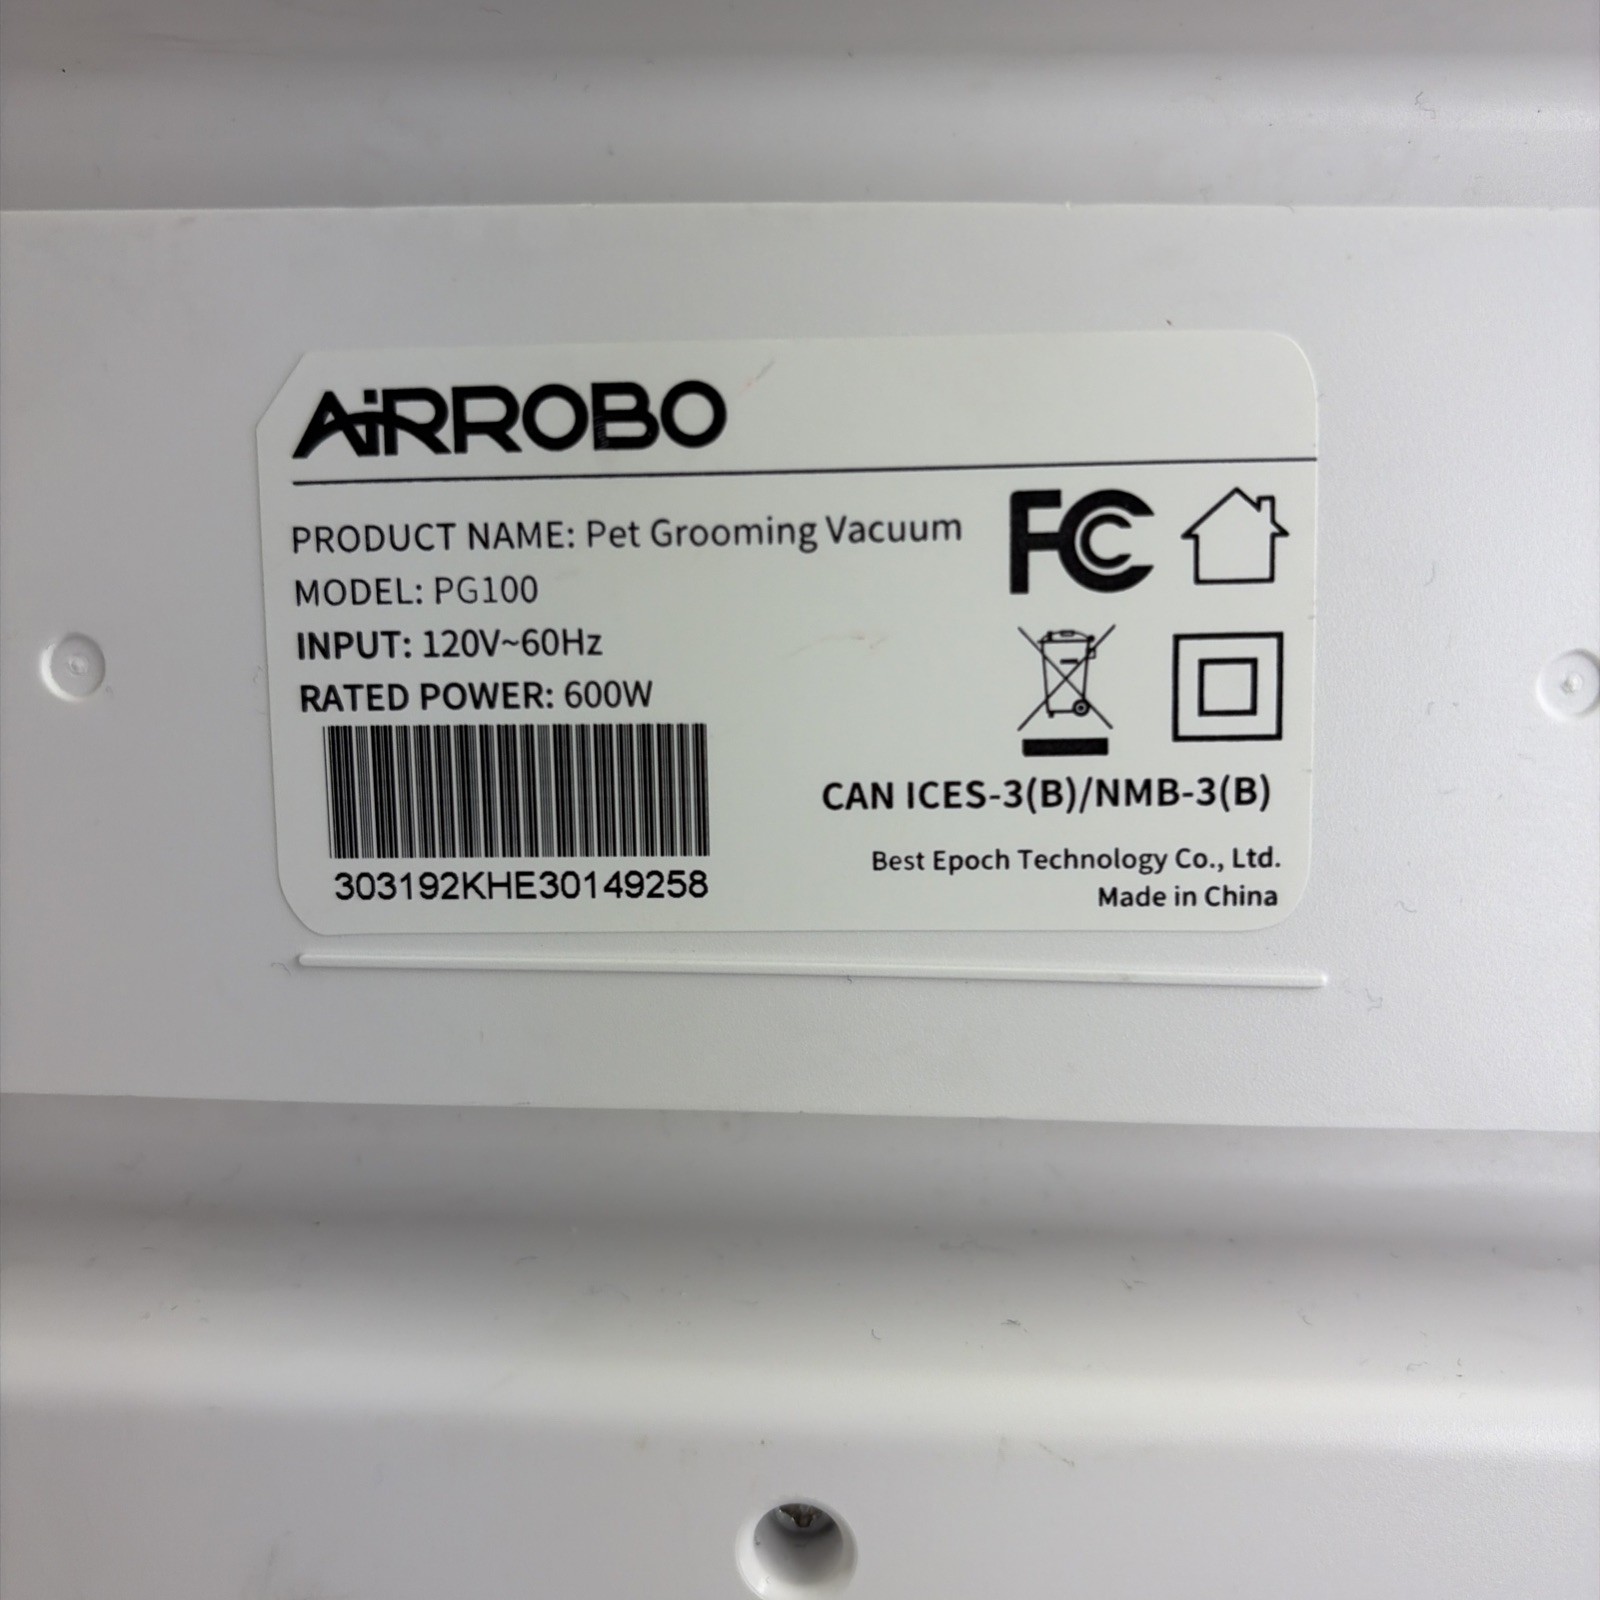 AiRROBO
PRODUCT NAME: Pet Grooming Vacuum
MODEL: PG100
INPUT: 120V~60Hz
RATED POWER: 600W
303192KHE30149258
FC
CAN ICES-3(B)/NMB-3(B)
Best Epoch Technology Co., Ltd.
Made in China